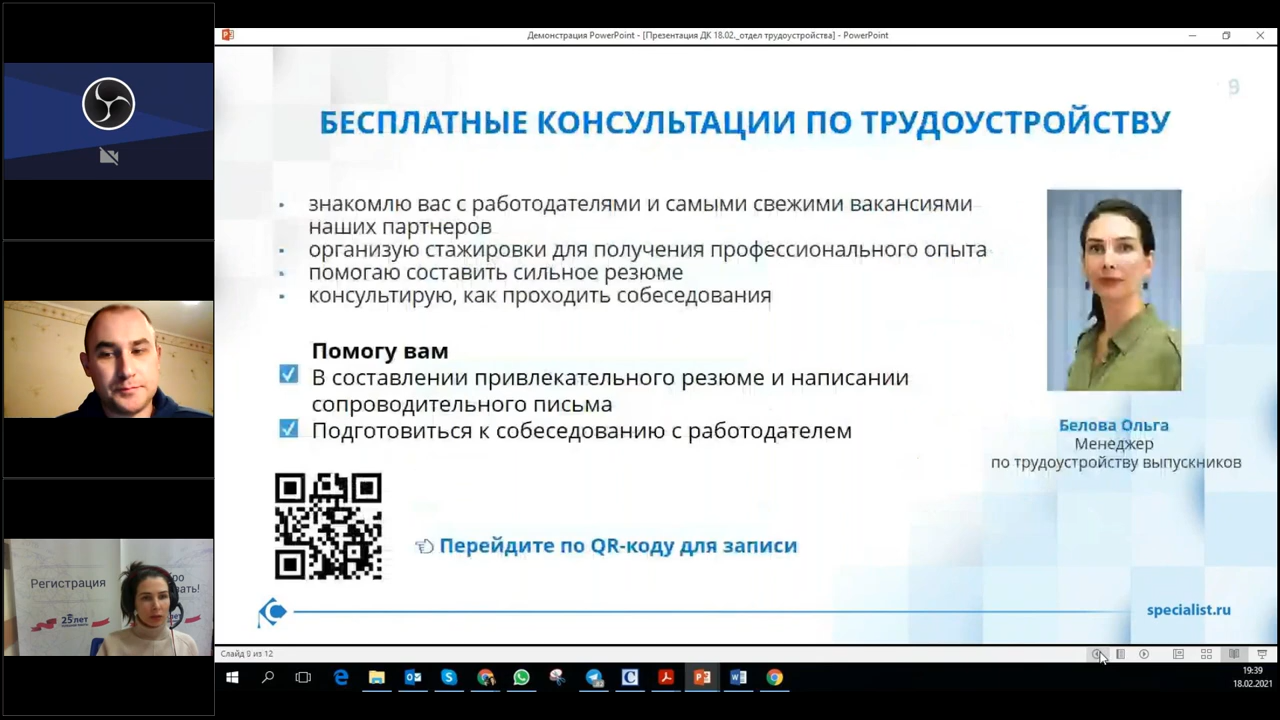 Демонстрация PowerPoint - [Презентация ДК 18.02._отдел трудоустройства] - PowerPoint
9
БЕСПЛАТНЫЕ КОНСУЛЬТАЦИИ ПО ТРУДОУСТРОЙСТВУ
знакомлю вас с работодателями и самыми свежими вакансиями
наших партнеров
организую стажировки для получения профессионального опыта
помогаю составить сильное резюме
консультирую, как проходить собеседования
Помогу вам
В составлении привлекательного резюме и написании
сопроводительного письма
Подготовиться к собеседованию с работодателем
Белова Ольга
Менеджер
по трудоустройству выпускников
Перейдите по QR-коду для записи
specialist.ru
Регистрация
25 лет
Слайд 9 из 12
19:39
18.02.2021